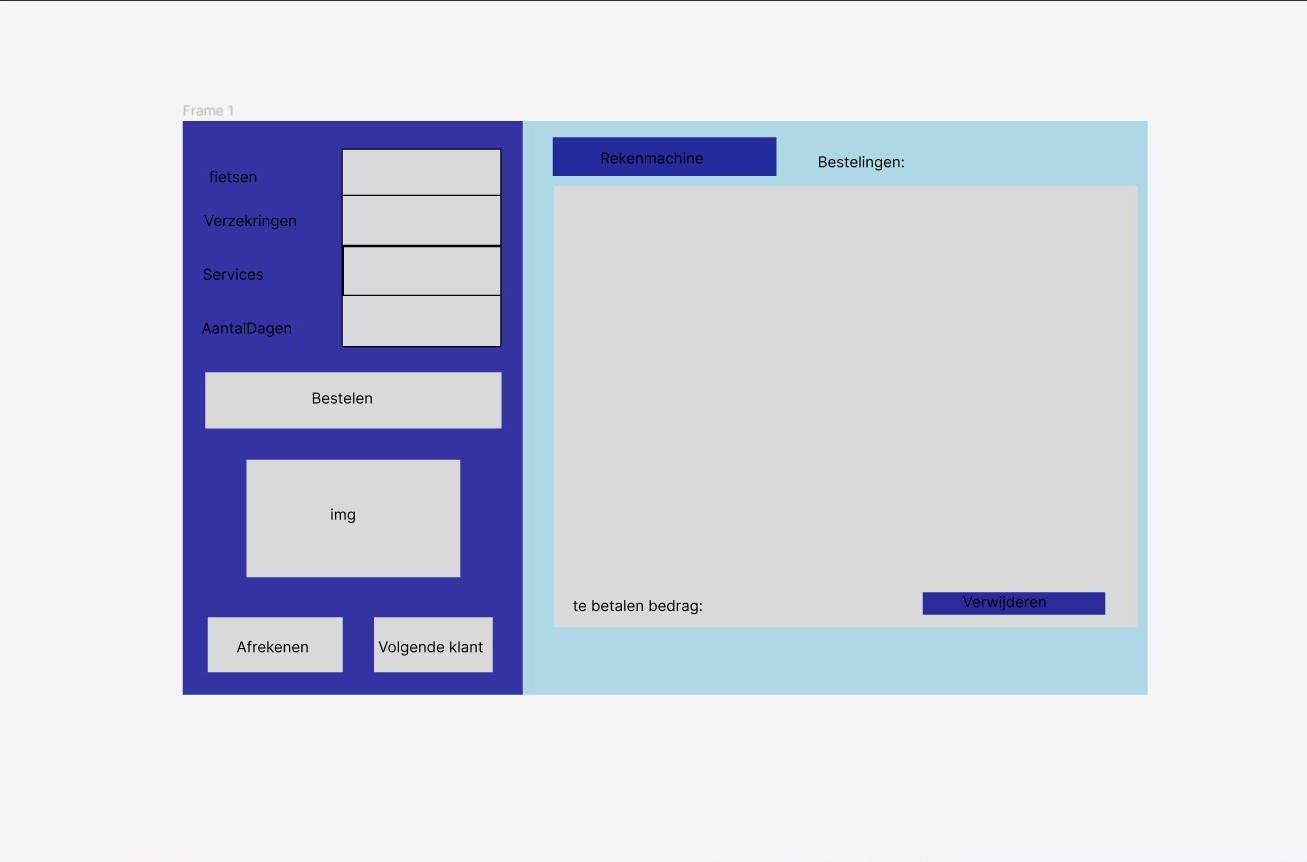 Frame 1
fietsen
Verzekringen
Services
AantalDagen
Bestelen
img
Afrekenen
Volgende klant
Rekenmachine
Bestelingen:
te betalen bedrag:
Verwijderen